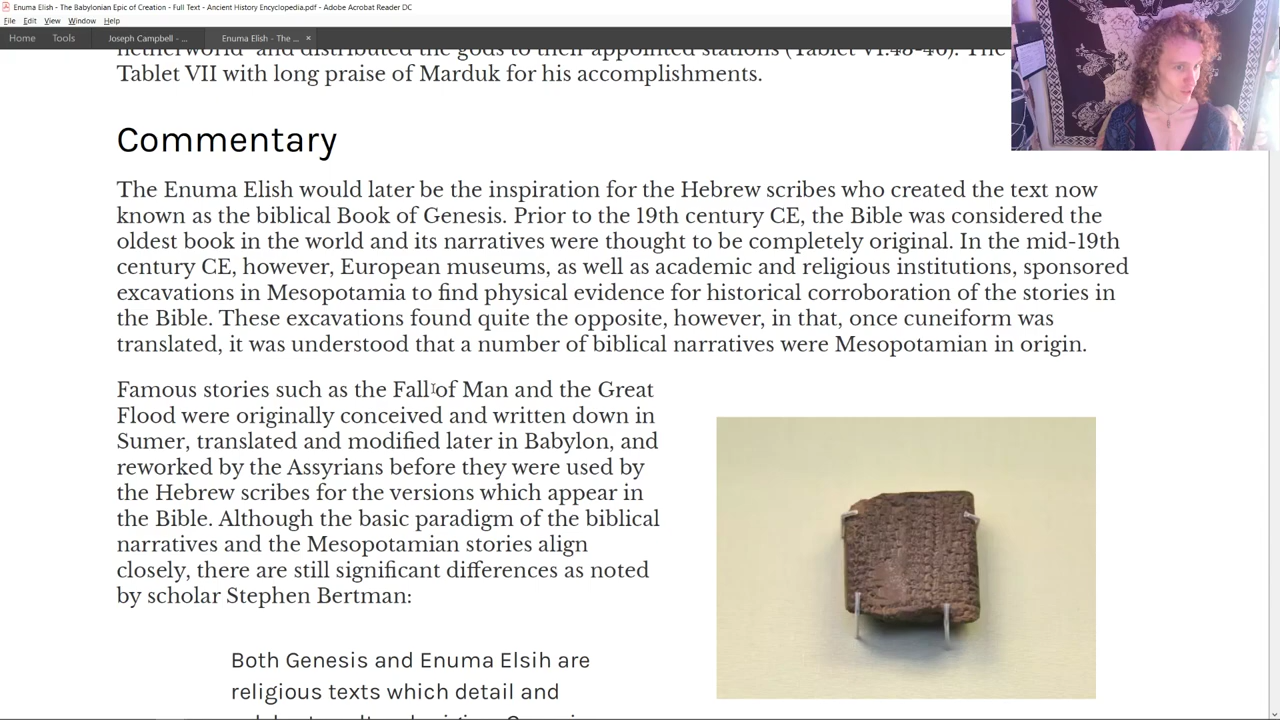 Enuma Elish - The Babylonian Epic of Creation - Full Text - Ancient History Encyclopedia.pdf - Adobe Acrobat Reader DC
File Edit View Window Help
Home Tools Joseph Campbell - ... Enuma Elish - The ... ×
netherworld" and distributed the gods to their appointed stations (Tablet VI. The
Tablet VII with long praise of Marduk for his accomplishments.
Commentary
The Enuma Elish would later be the inspiration for the Hebrew scribes who created the text now
known as the biblical Book of Genesis. Prior to the 19th century CE, the Bible was considered the
oldest book in the world and its narratives were thought to be completely original. In the mid-19th
century CE, however, European museums, as well as academic and religious institutions, sponsored
excavations in Mesopotamia to find physical evidence for historical corroboration of the stories in
the Bible. These excavations found quite the opposite, however, in that, once cuneiform was
translated, it was understood that a number of biblical narratives were Mesopotamian in origin.
Famous stories such as the Fall of Man and the Great
Flood were originally conceived and written down in
Sumer, translated and modified later in Babylon, and
reworked by the Assyrians before they were used by
the Hebrew scribes for the versions which appear in
the Bible. Although the basic paradigm of the biblical
narratives and the Mesopotamian stories align
closely, there are still significant differences as noted
by scholar Stephen Bertman:
Both Genesis and Enuma Elsih are
religious texts which detail and